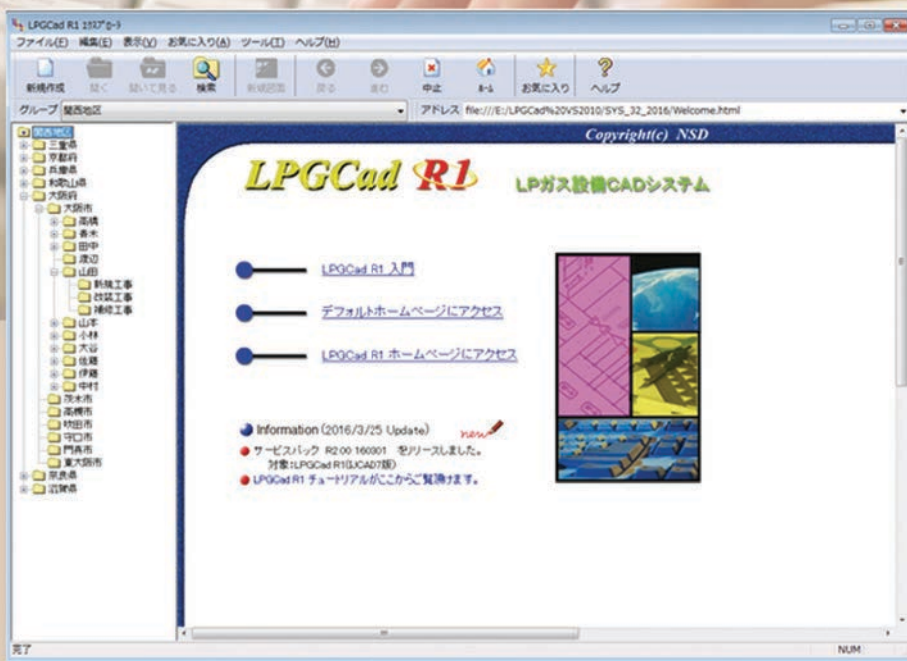 LPGCad R1 ｴｸｽﾌﾟﾛｰﾗ
ファイル(F) 編集(E) 表示(V) お気に入り(A) ツール(T) ヘルプ(H)
新規作成 開く 開いて見る 検索 新規図面 戻る 進む 中止 ﾎｰﾑ お気に入り ヘルプ
グループ 関西地区 アドレス file:///E:/LPGCad%20VS2010/SYS_32_2016/Welcome.html
関西地区
三重県
京都府
兵庫県
和歌山県
大阪府
大阪市
高橋
香木
田中
渡辺
山田
新規工事
改装工事
補修工事
山本
小林
大谷
佐藤
伊藤
中村
茨木市
高槻市
吹田市
守口市
門真市
東大阪市
奈良県
滋賀県
Copyright(c) NSD
LPGCad R1 LPガス設備CADシステム
LPGCad R1 入門
デフォルトホームページにアクセス
LPGCad R1 ホームページにアクセス
Information (2016/3/25 Update) new
サービスパック R2.00 160301 をリリースしました。
対象:LPGCad R1(IJCAD7版)
LPGCad R1 チュートリアルがここからご覧頂けます。
完了 NUM